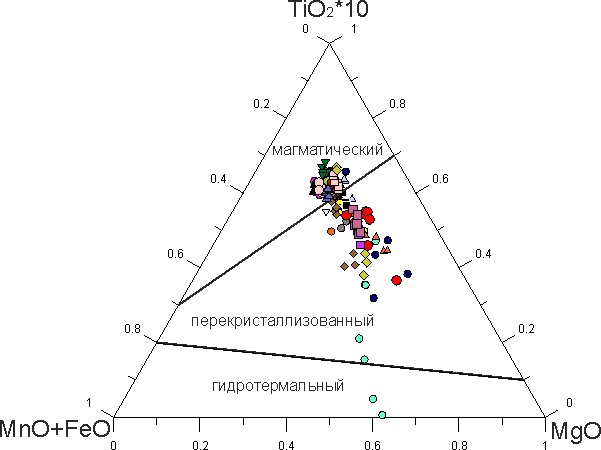 TiO2*10
0 1
0.2 0.8
магматический
0.4 0.6
0.6 0.4
перекристаллизованный
0.8 0.2
гидротермальный
1 0
MnO+FeO MgO
0 0.2 0.4 0.6 0.8 1